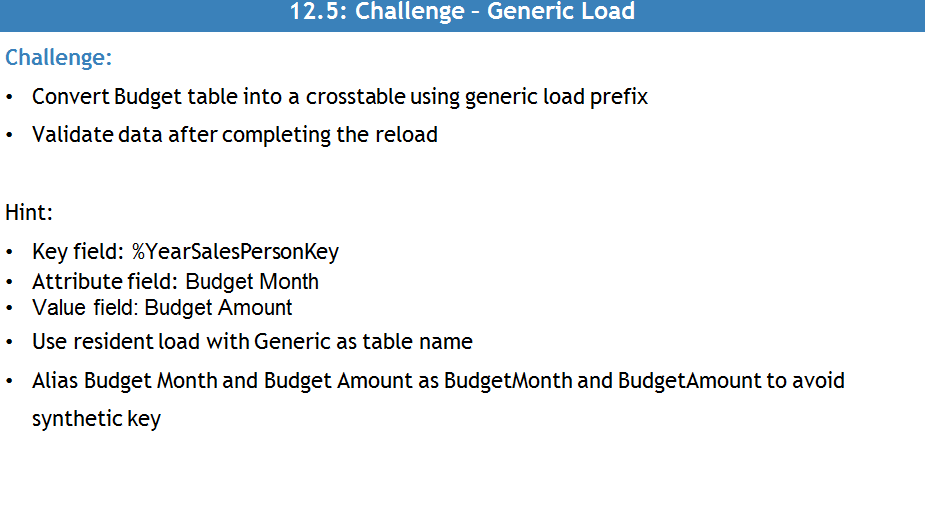 12.5: Challenge – Generic Load
Challenge:
• Convert Budget table into a crosstable using generic load prefix
• Validate data after completing the reload
Hint:
• Key field: %YearSalesPersonKey
• Attribute field: Budget Month
• Value field: Budget Amount
• Use resident load with Generic as table name
• Alias Budget Month and Budget Amount as BudgetMonth and BudgetAmount to avoid
synthetic key